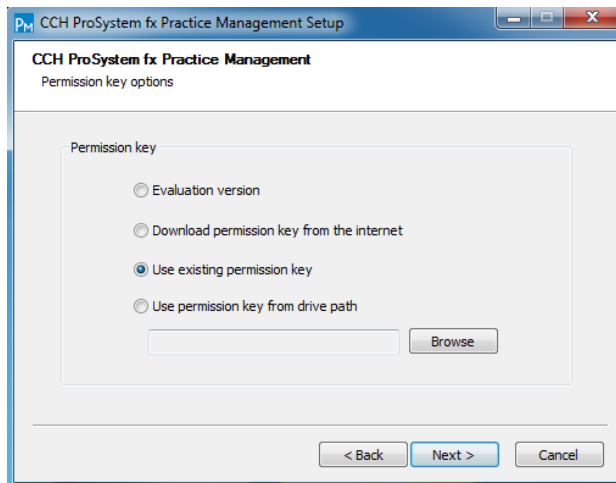 PM CCH ProSystem fx Practice Management Setup
CCH ProSystem fx Practice Management
Permission key options
Permission key
Evaluation version
Download permission key from the internet
Use existing permission key
Use permission key from drive path
Browse
< Back Next > Cancel